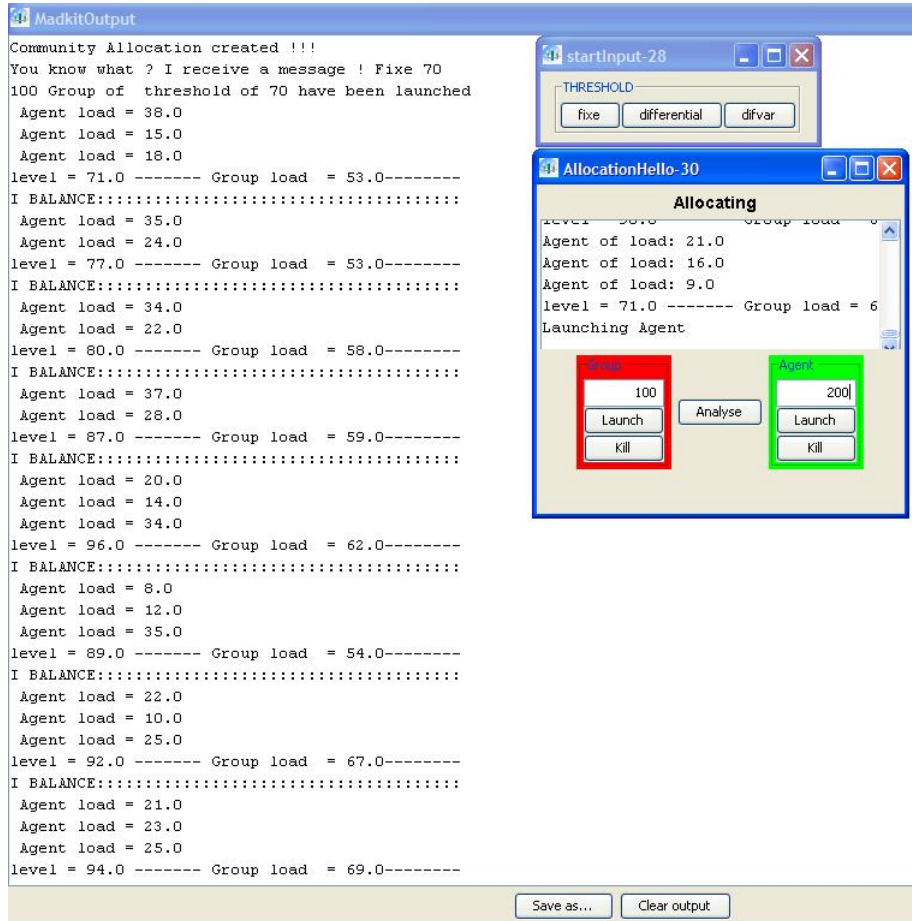 MadkitOutput
Community Allocation created !!!
You know what ? I receive a message ! Fixe 70
100 Group of  threshold of 70 have been launched
Agent load = 38.0
Agent load = 15.0
Agent load = 18.0
level = 71.0 ------- Group load  = 53.0--------
I BALANCE::::::::::::::::::::::::::::::::::::::
Agent load = 35.0
Agent load = 24.0
level = 77.0 ------- Group load  = 53.0--------
I BALANCE::::::::::::::::::::::::::::::::::::::
Agent load = 34.0
Agent load = 22.0
level = 80.0 ------- Group load  = 58.0--------
I BALANCE::::::::::::::::::::::::::::::::::::::
Agent load = 37.0
Agent load = 28.0
level = 87.0 ------- Group load  = 59.0--------
I BALANCE::::::::::::::::::::::::::::::::::::::
Agent load = 20.0
Agent load = 14.0
Agent load = 34.0
level = 96.0 ------- Group load  = 62.0--------
I BALANCE::::::::::::::::::::::::::::::::::::::
Agent load = 8.0
Agent load = 12.0
Agent load = 35.0
level = 89.0 ------- Group load  = 54.0--------
I BALANCE::::::::::::::::::::::::::::::::::::::
Agent load = 22.0
Agent load = 10.0
Agent load = 25.0
level = 92.0 ------- Group load  = 67.0--------
I BALANCE::::::::::::::::::::::::::::::::::::::
Agent load = 21.0
Agent load = 23.0
Agent load = 25.0
level = 94.0 ------- Group load  = 69.0--------
startInput-28
THRESHOLD
fixe differential difvar
AllocationHello-30
Allocating
Agent of load: 21.0
Agent of load: 16.0
Agent of load: 9.0
level = 71.0 ------- Group load = 6
Launching Agent
Group Agent
100 200
Launch Analyse Launch
Kill Kill
Save as... Clear output